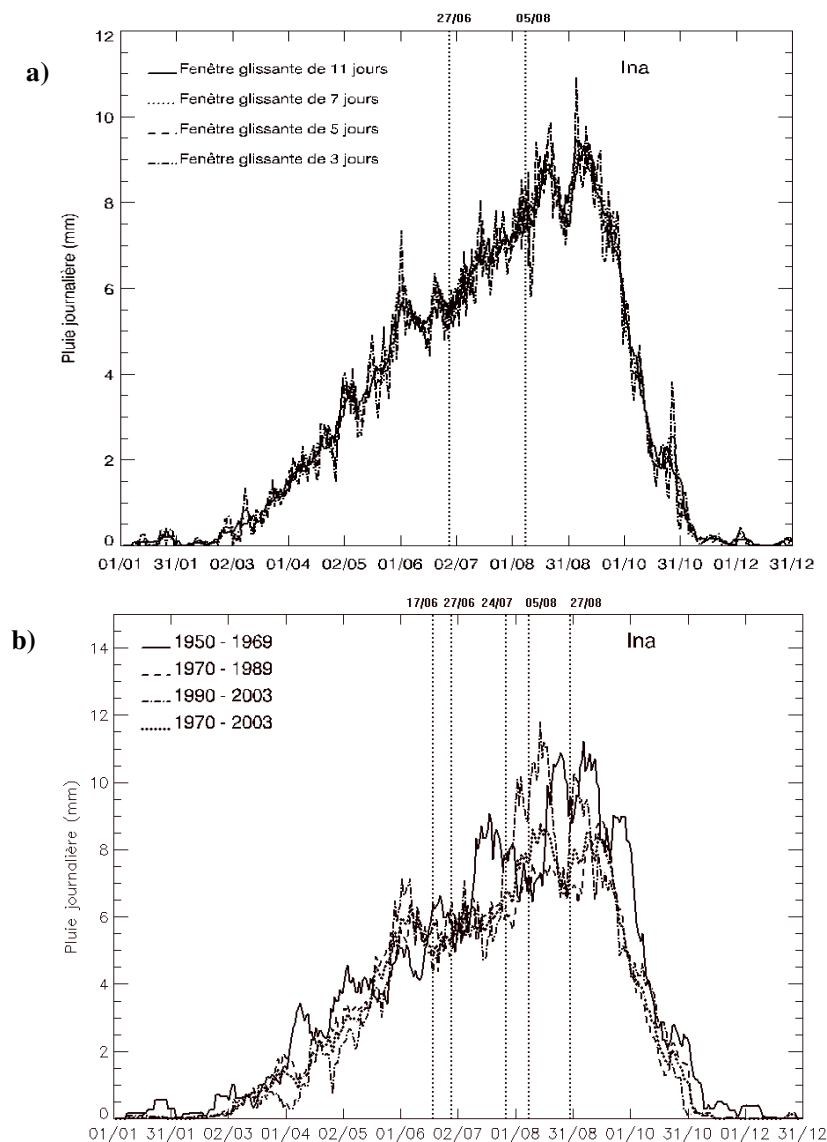 27/06 05/08
a)
Ina
Fenêtre glissante de 11 jours
Fenêtre glissante de 7 jours
Fenêtre glissante de 5 jours
Fenêtre glissante de 3 jours
Pluie journalière (mm)
12
10
8
6
4
2
0
01/01 31/01 02/03 01/04 02/05 01/06 02/07 01/08 31/08 01/10 31/10 01/12 31/12
17/06 27/06 24/07 05/08 27/08
b)
Ina
1950 - 1969
1970 - 1989
1990 - 2003
1970 - 2003
Pluie journalière (mm)
14
12
10
8
6
4
2
0
01/01 31/01 02/03 01/04 02/05 01/06 02/07 01/08 31/08 01/10 31/10 01/12 31/12